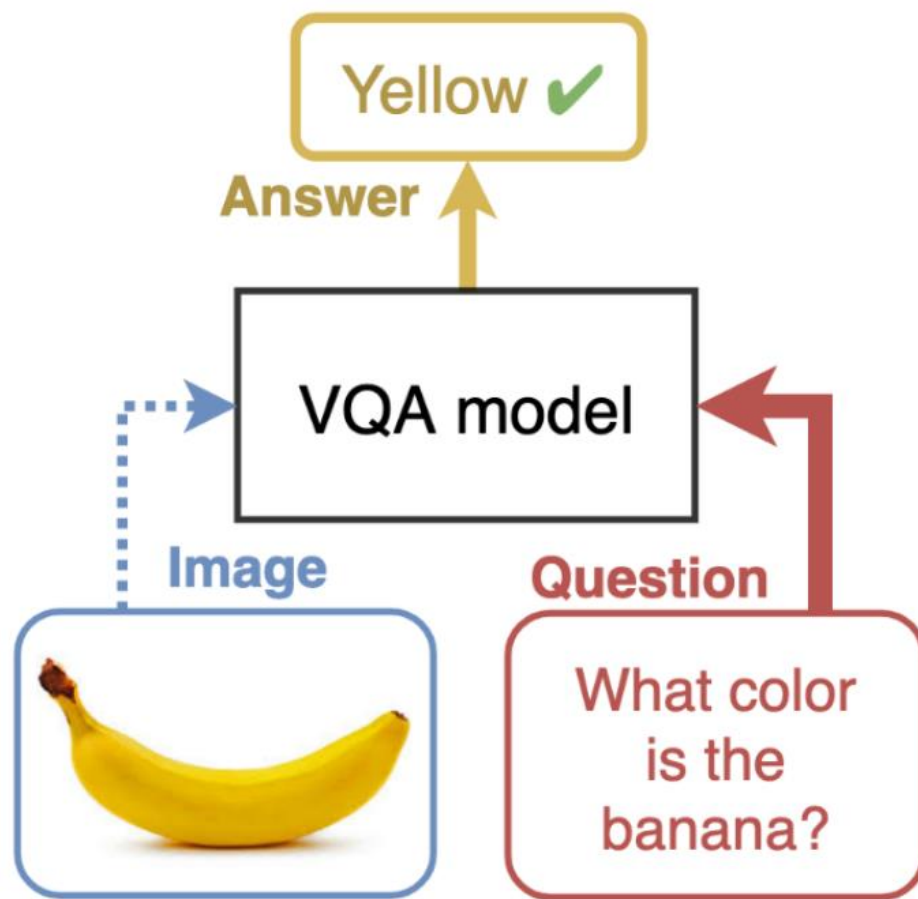 Yellow ✔
Answer
VQA model
Image
Question
What color
is the
banana?